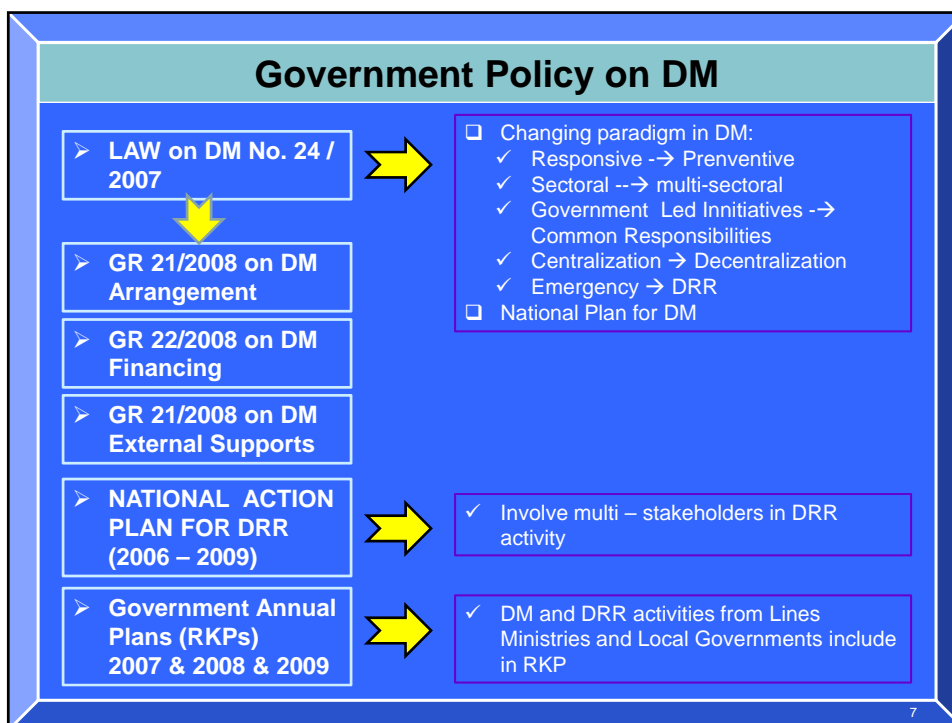 Government Policy on DM
➢ LAW on DM No. 24 /
2007
❑ Changing paradigm in DM:
✓ Responsive -→ Prenventive
✓ Sectoral --→ multi-sectoral
✓ Government Led Innitiatives -→
Common Responsibilities
✓ Centralization → Decentralization
✓ Emergency → DRR
❑ National Plan for DM
➢ GR 21/2008 on DM
Arrangement
➢ GR 22/2008 on DM
Financing
➢ GR 21/2008 on DM
External Supports
➢ NATIONAL ACTION
PLAN FOR DRR
(2006 – 2009)
✓ Involve multi – stakeholders in DRR
activity
➢ Government Annual
Plans (RKPs)
2007 & 2008 & 2009
✓ DM and DRR activities from Lines
Ministries and Local Governments include
in RKP
7